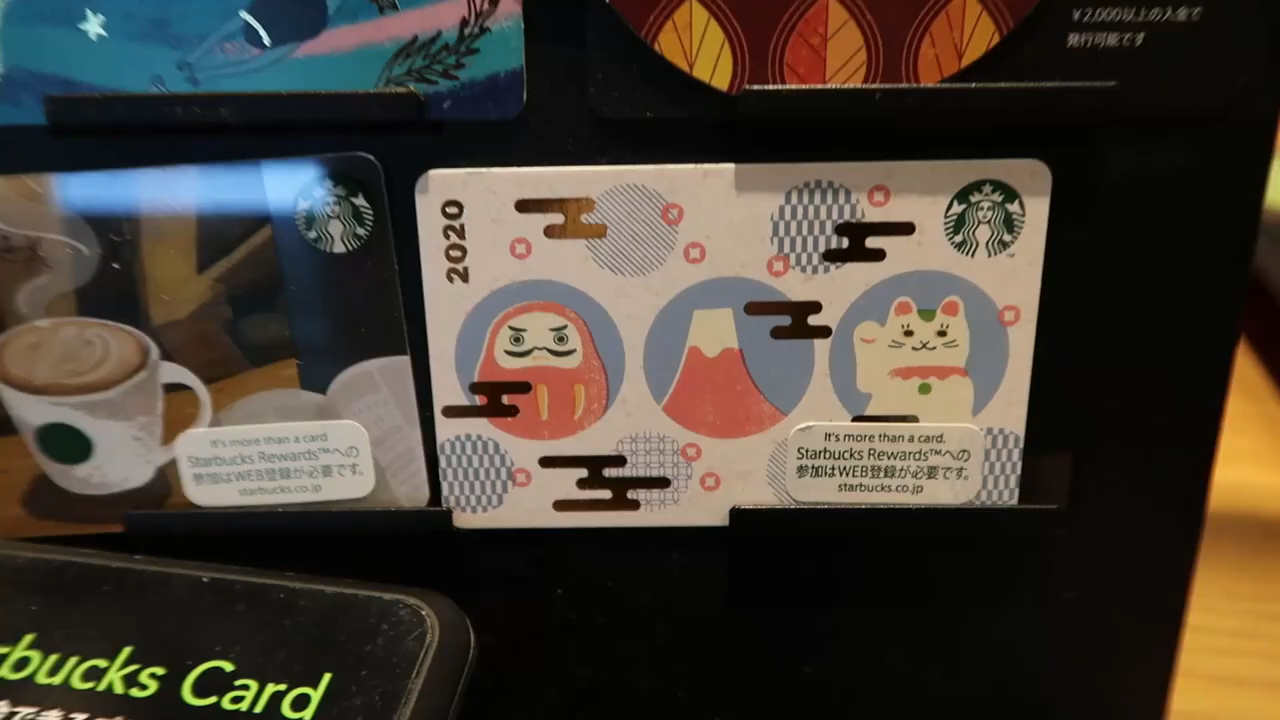 ¥2,000以上の入金で
発行可能です
2020
It's more than a card
Starbucks Rewards™への
参加はWEB登録が必要です。
starbucks.co.jp
It's more than a card.
Starbucks Rewards™への
参加はWEB登録が必要です。
starbucks.co.jp
rbucks Card